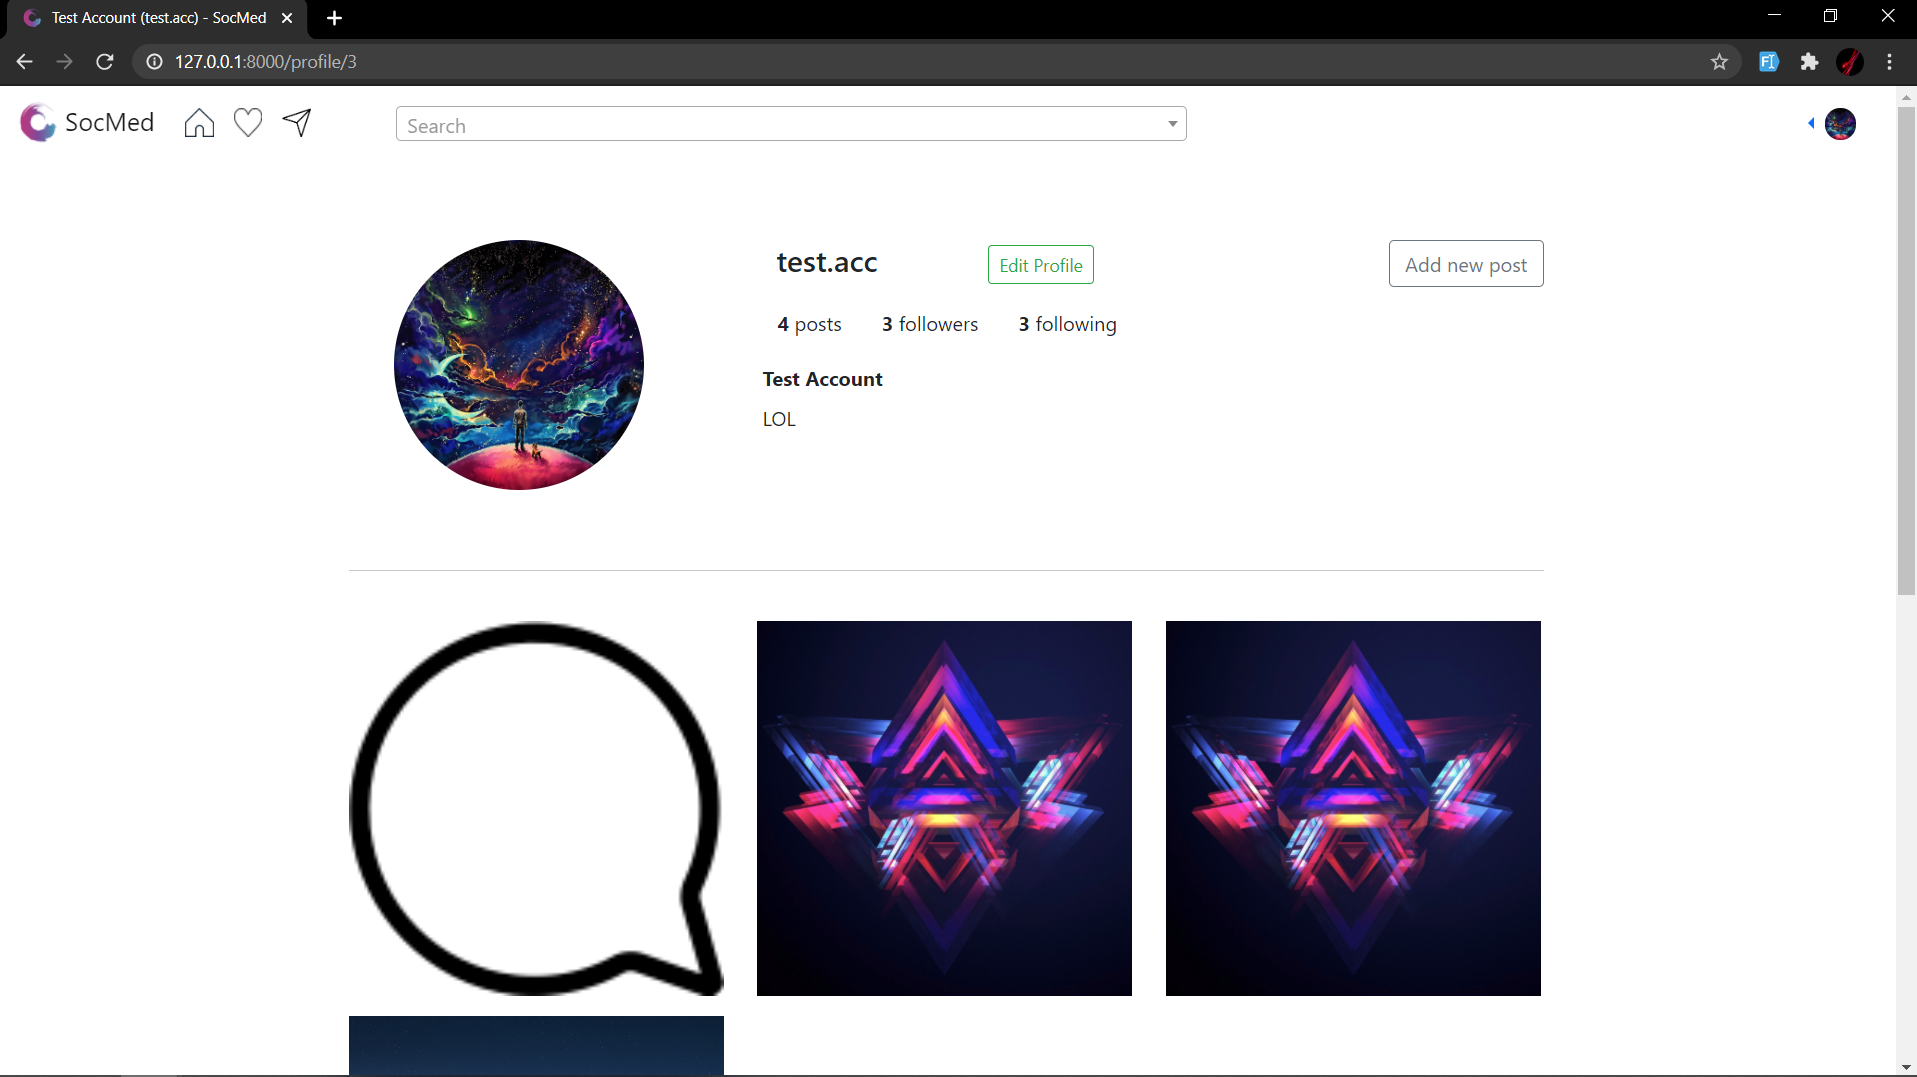 Test Account (test.acc) - SocMed
127.0.0.1:8000/profile/3
SocMed
Search
test.acc
Edit Profile
Add new post
4 posts 3 followers 3 following
Test Account
LOL